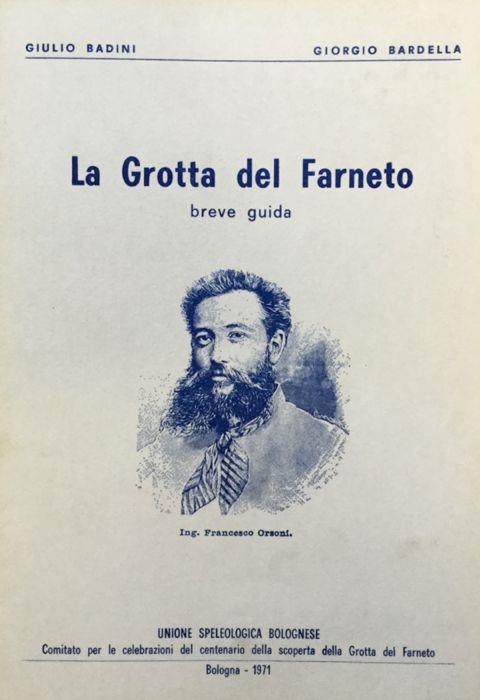 GIULIO BADINI GIORGIO BARDELLA
La Grotta del Farneto
breve guida
Ing. Francesco Orsoni.
UNIONE SPELEOLOGICA BOLOGNESE
Comitato per le celebrazioni del centenario della scoperta della Grotta del Farneto
Bologna - 1971